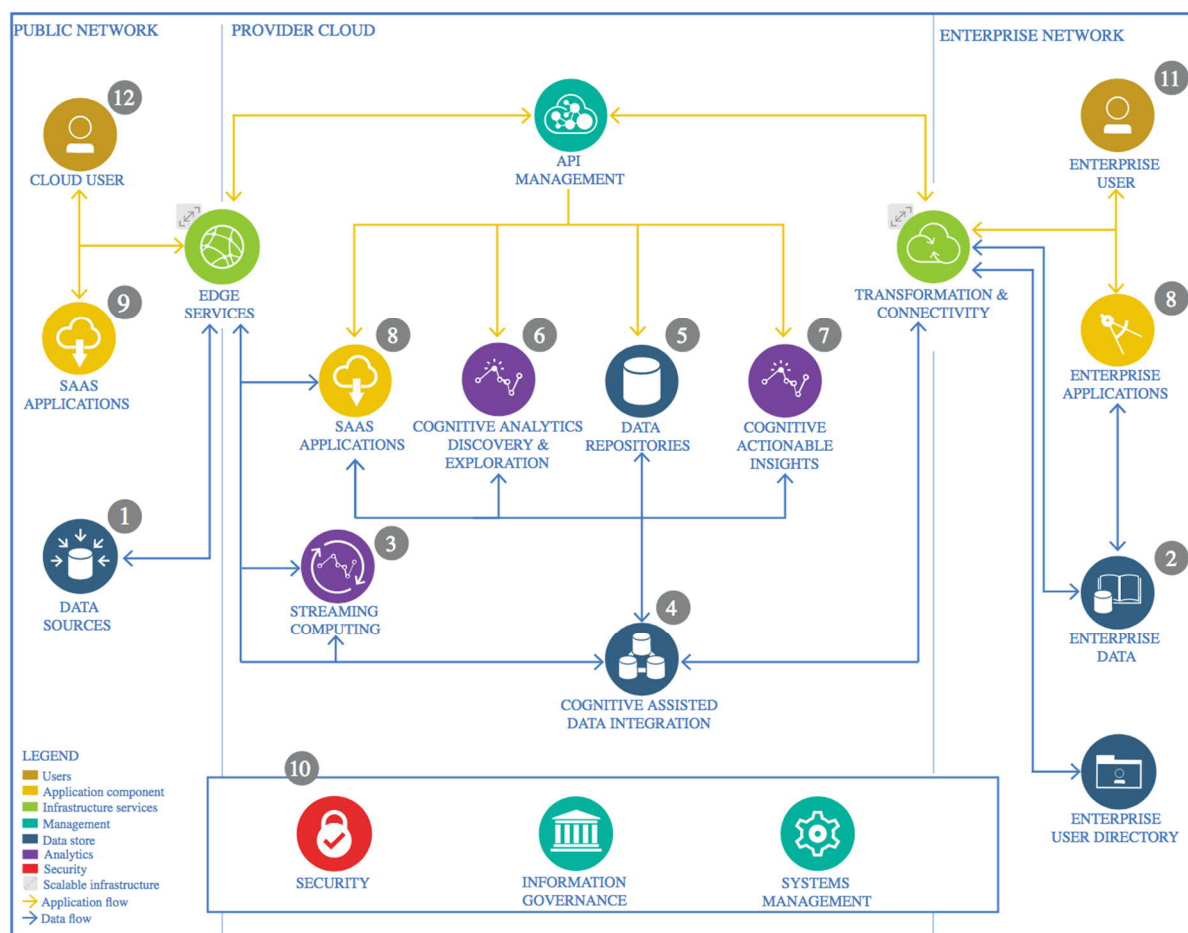 PUBLIC NETWORK
PROVIDER CLOUD
ENTERPRISE NETWORK
12
CLOUD USER
API
MANAGEMENT
11
ENTERPRISE
USER
EDGE
SERVICES
TRANSFORMATION &
CONNECTIVITY
9
SAAS
APPLICATIONS
8
SAAS
APPLICATIONS
6
COGNITIVE ANALYTICS
DISCOVERY &
EXPLORATION
5
DATA
REPOSITORIES
7
COGNITIVE
ACTIONABLE
INSIGHTS
8
ENTERPRISE
APPLICATIONS
1
DATA
SOURCES
3
STREAMING
COMPUTING
4
COGNITIVE ASSISTED
DATA INTEGRATION
2
ENTERPRISE
DATA
ENTERPRISE
USER DIRECTORY
LEGEND
Users
Application component
Infrastructure services
Management
Data store
Analytics
Security
Scalable infrastructure
Application flow
Data flow
10
SECURITY
INFORMATION
GOVERNANCE
SYSTEMS
MANAGEMENT